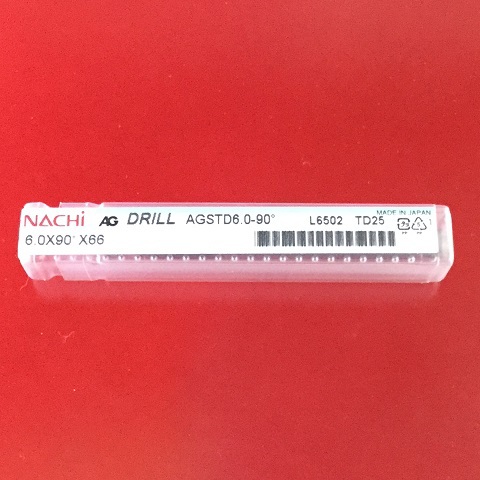 MADE IN JAPAN
NACHi AG DRILL AGSTD6.0-90° L6502 TD25
6.0X90°X66